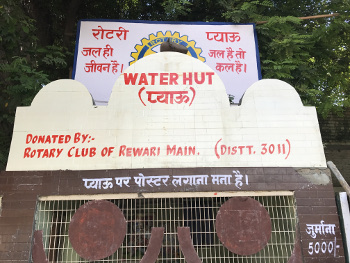 रोटरी प्याऊ
जल ही जल है तो
जीवन है। कल है।
WATER HUT
(प्याऊ)
DONATED BY:-
ROTARY CLUB OF REWARI MAIN. (DISTT. 3011)
प्याऊ पर पोस्टर लगाना मना है।
जुर्माना
5000/-